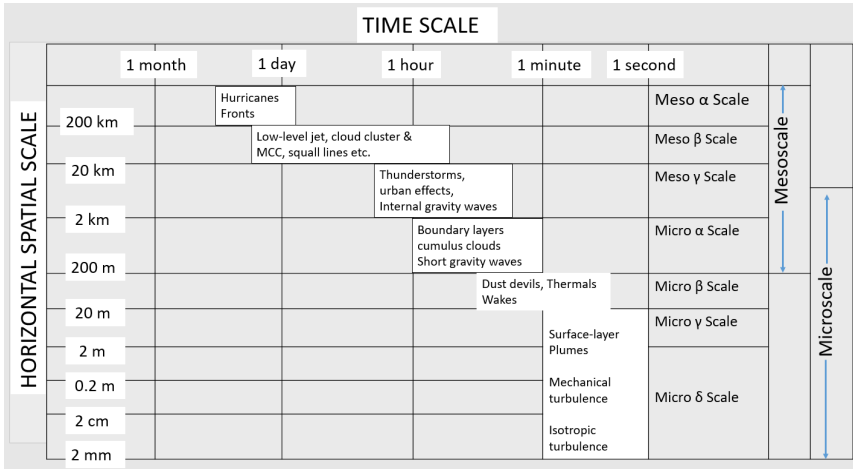 TIME SCALE
1 month
1 day
1 hour
1 minute
1 second
HORIZONTAL SPATIAL SCALE
200 km
20 km
2 km
200 m
20 m
2 m
0.2 m
2 cm
2 mm
Hurricanes
Fronts
Low-level jet, cloud cluster &
MCC, squall lines etc.
Thunderstorms,
urban effects,
Internal gravity waves
Boundary layers
cumulus clouds
Short gravity waves
Dust devils, Thermals
Wakes
Surface-layer
Plumes
Mechanical
turbulence
Isotropic
turbulence
Meso α Scale
Meso β Scale
Meso γ Scale
Micro α Scale
Micro β Scale
Micro γ Scale
Micro δ Scale
Mesoscale
Microscale